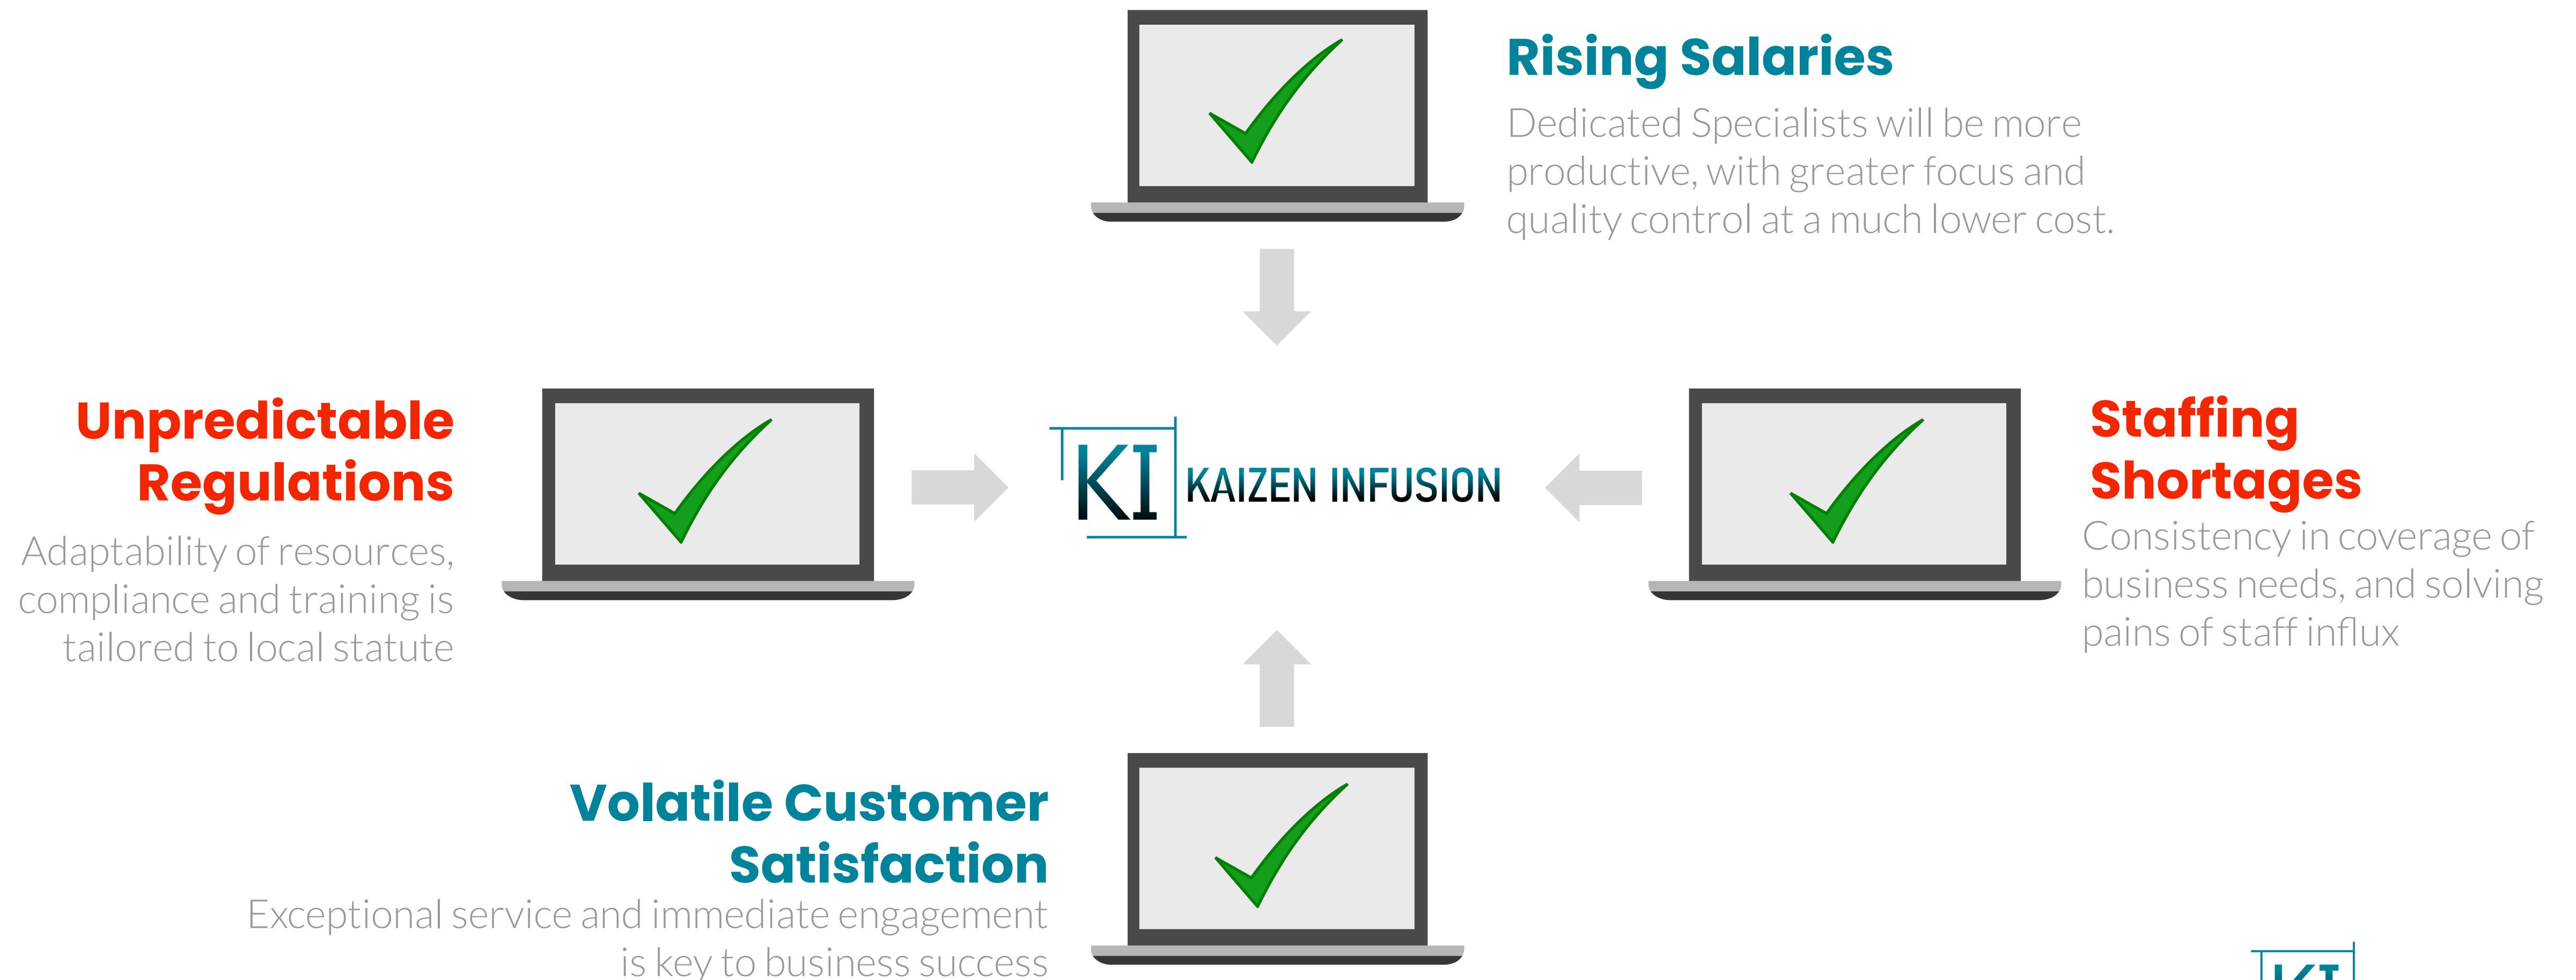 Rising Salaries
Dedicated Specialists will be more
productive, with greater focus and
quality control at a much lower cost.
Unpredictable
Regulations
Adaptability of resources,
compliance and training is
tailored to local statute
KI KAIZEN INFUSION
Staffing
Shortages
Consistency in coverage of
business needs, and solving
pains of staff influx
Volatile Customer
Satisfaction
Exceptional service and immediate engagement
is key to business success
KI